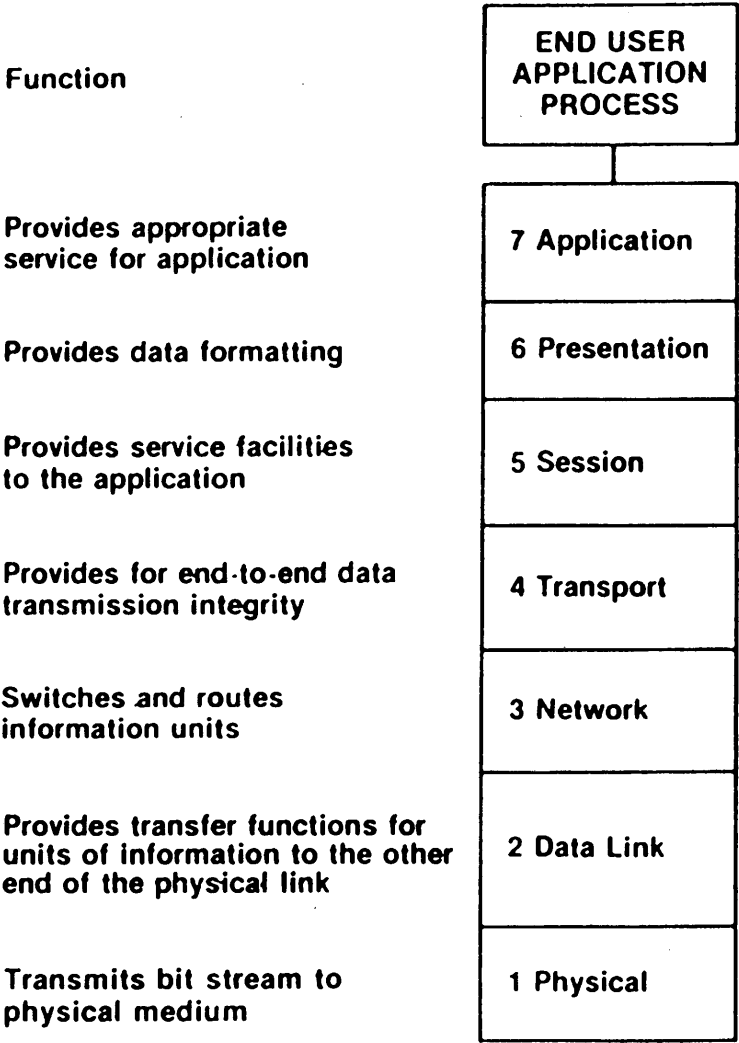 Function
END USER
APPLICATION
PROCESS
Provides appropriate
service for application
7 Application
Provides data formatting
6 Presentation
Provides service facilities
to the application
5 Session
Provides for end-to-end data
transmission integrity
4 Transport
Switches and routes
information units
3 Network
Provides transfer functions for
units of information to the other
end of the physical link
2 Data Link
Transmits bit stream to
physical medium
1 Physical